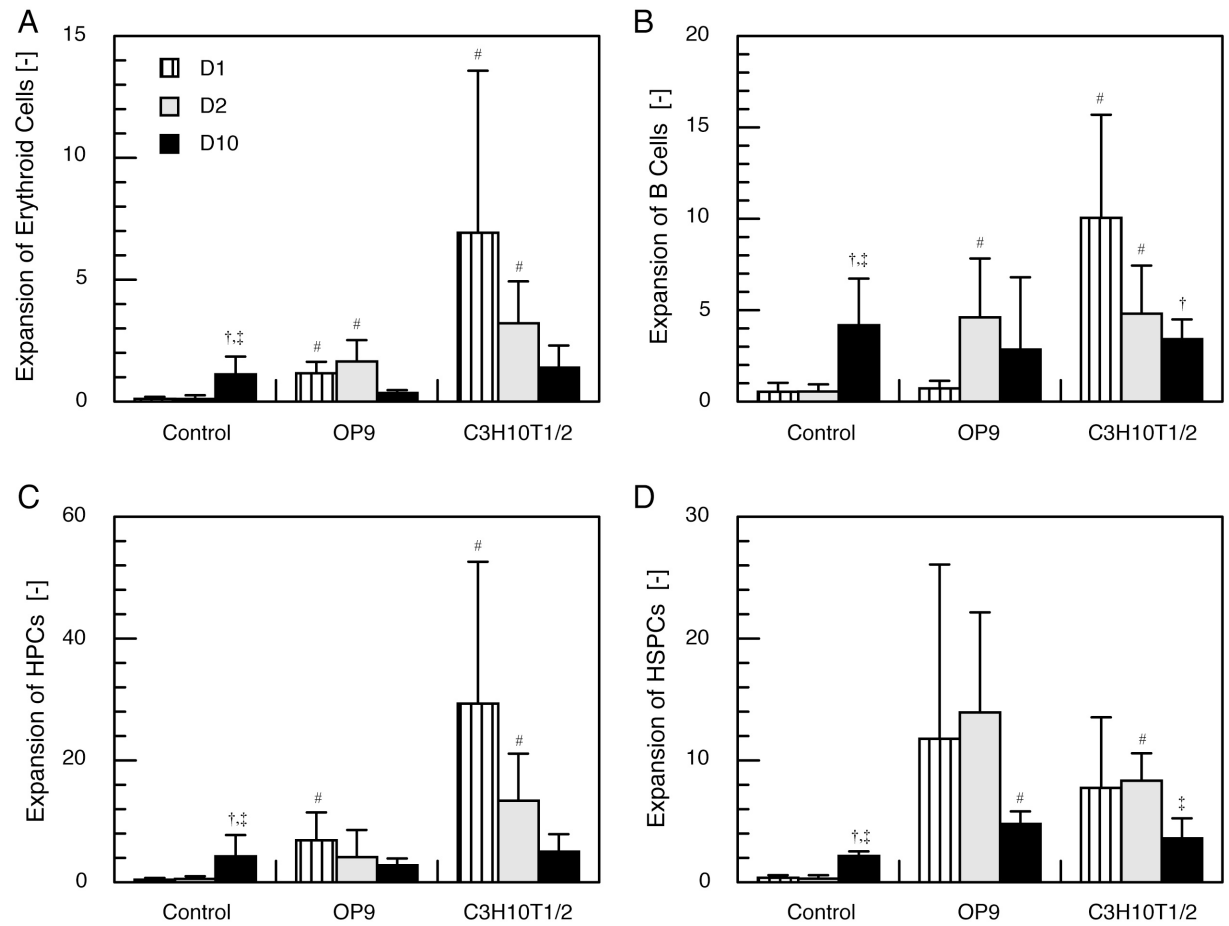 A
Expansion of Erythroid Cells [-]
15
10
5
0
D1
D2
D10
†,‡
#
#
#
#
Control
OP9
C3H10T1/2
B
Expansion of B Cells [-]
20
15
10
5
0
†,‡
#
#
#
†
Control
OP9
C3H10T1/2
C
Expansion of HPCs [-]
60
40
20
0
†,‡
#
#
#
Control
OP9
C3H10T1/2
D
Expansion of HSPCs [-]
30
20
10
0
†,‡
#
#
‡
Control
OP9
C3H10T1/2